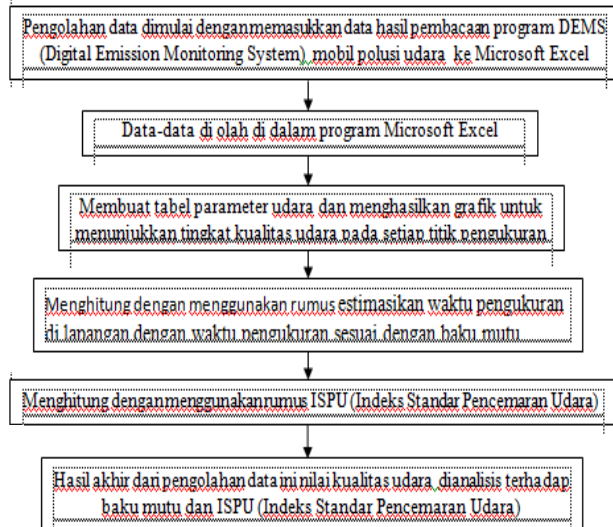 Pengolahan data dimulai dengan memasukkan data hasil pembacaan program DEMS
(Digital Emission Monitoring System) mobil polusi udara ke Microsoft Excel
Data-data di olah di dalam program Microsoft Excel
Membuat tabel parameter udara dan menghasilkan grafik untuk
menunjukkan tingkat kualitas udara pada setiap titik pengukuran
Menghitung dengan menggunakan rumus estimasikan waktu pengukuran
di lapangan dengan waktu pengukuran sesuai dengan baku mutu
Menghitung dengan menggunakan rumus ISPU (Indeks Standar Pencemaran Udara)
Hasil akhir dari pengolahan data ini nilai kualitas udara dianalisis terhadap
baku mutu dan ISPU (Indeks Standar Pencemaran Udara)